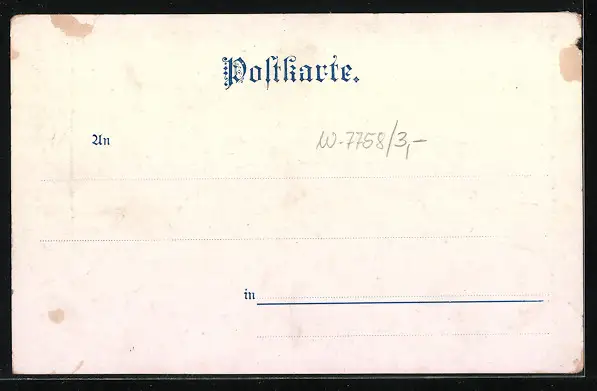 Postkarte.
An
W-7758/3,-
in